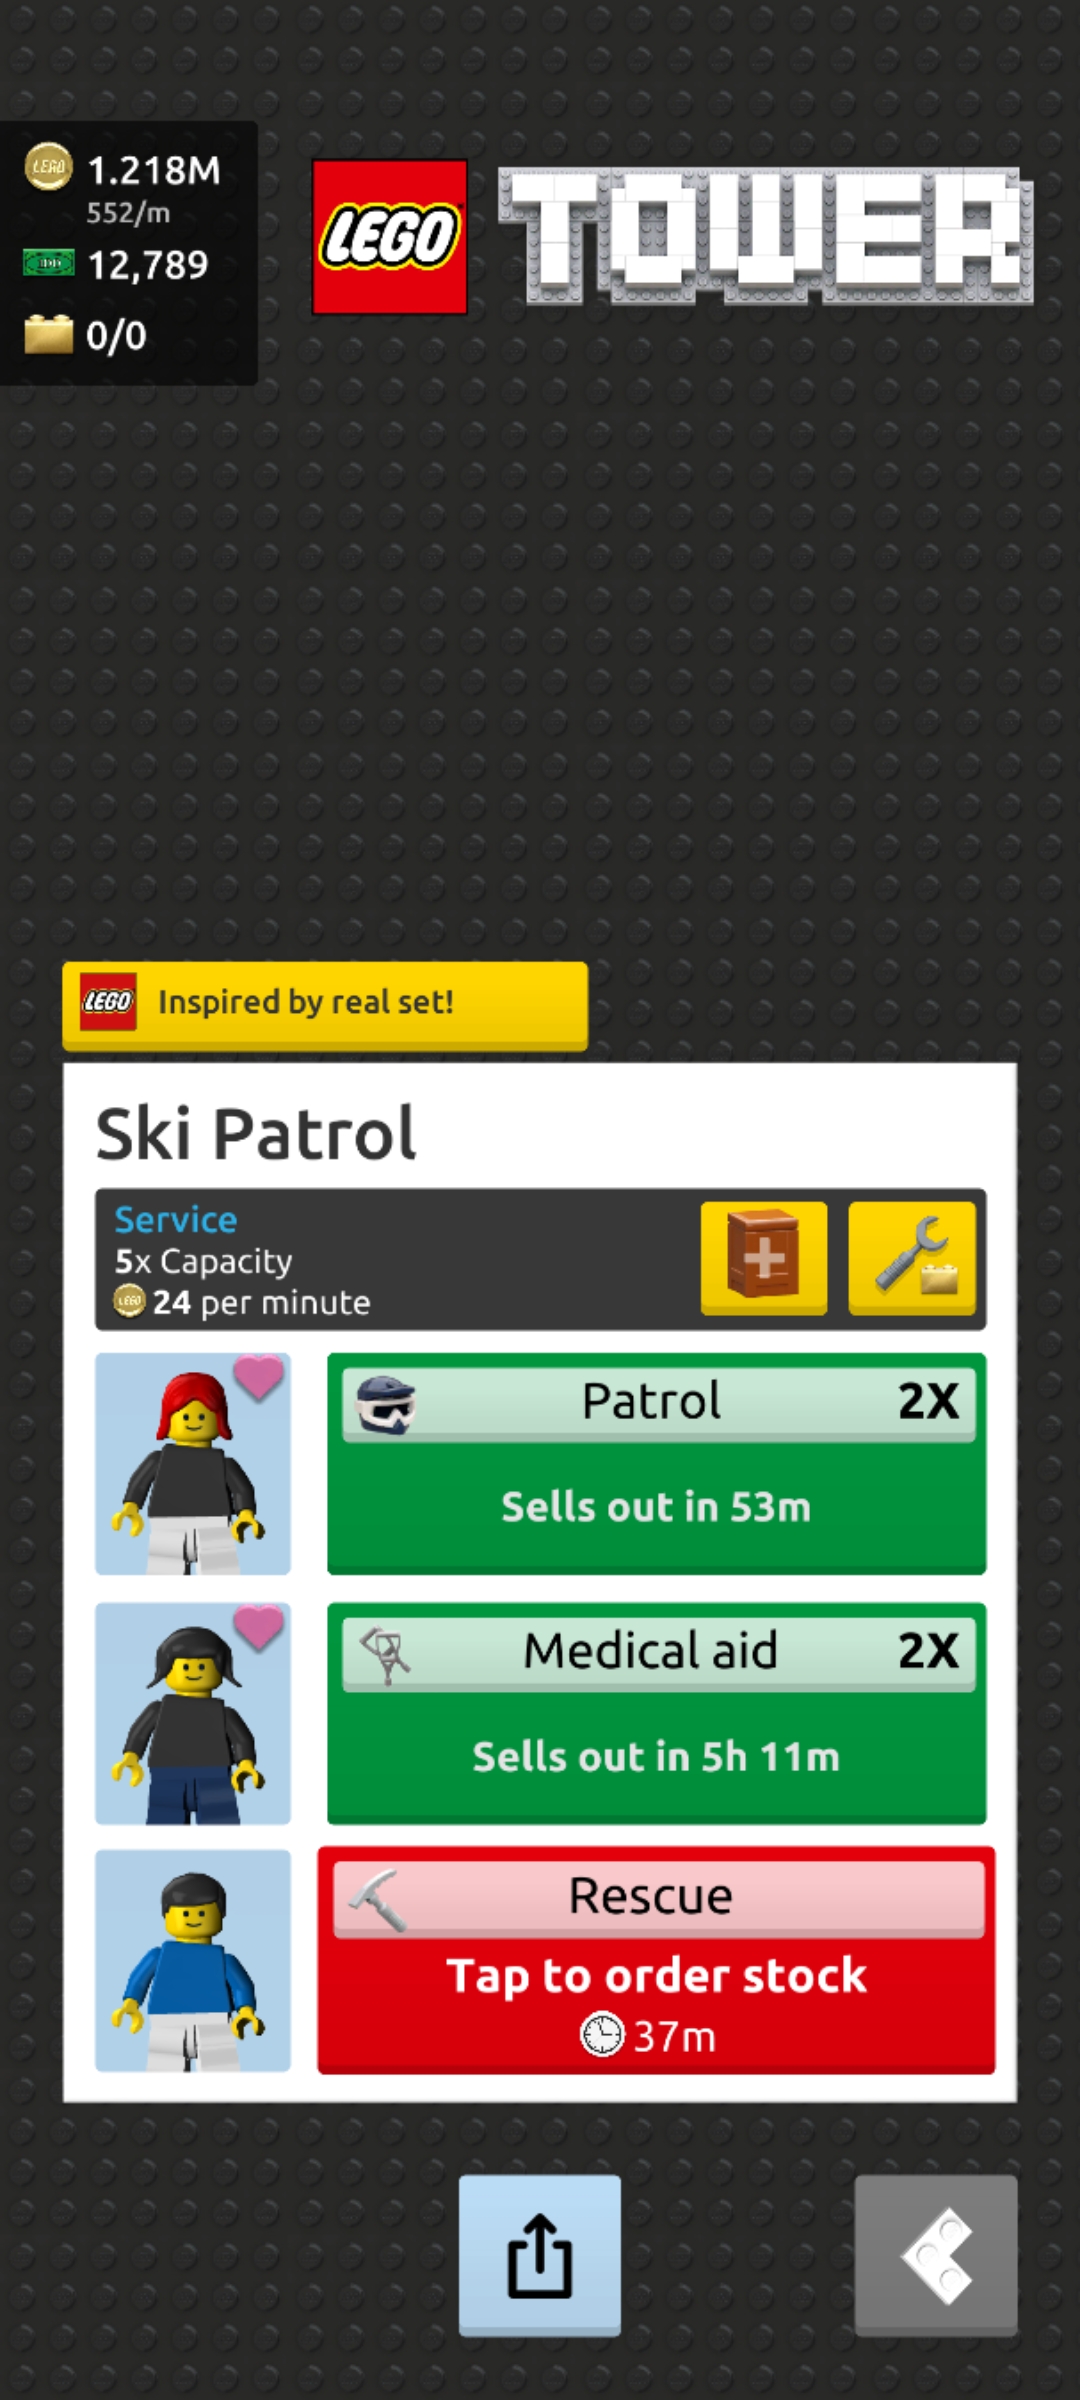 1.218M
552/m
12,789
0/0
LEGO TOWER
LEGO Inspired by real set!
Ski Patrol
Service
5x Capacity
24 per minute
Patrol 2X
Sells out in 53m
Medical aid 2X
Sells out in 5h 11m
Rescue
Tap to order stock
37m